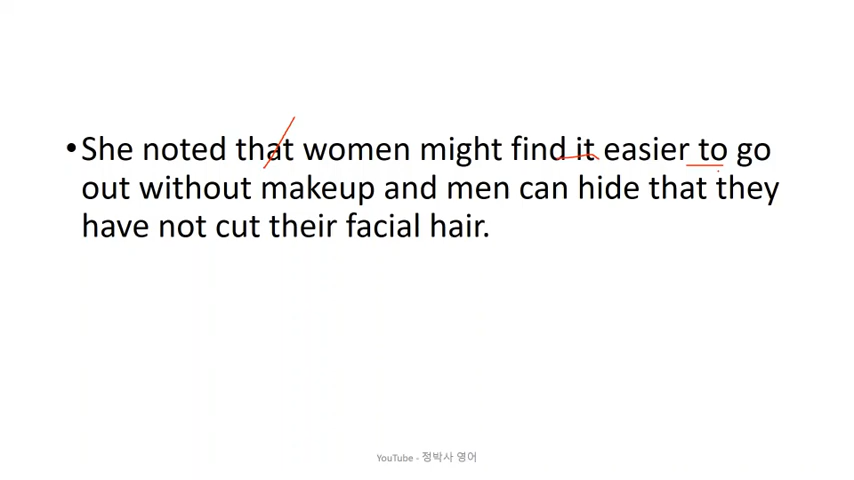 •She noted that women might find it easier to go
out without makeup and men can hide that they
have not cut their facial hair.
YouTube - 정박사 영어